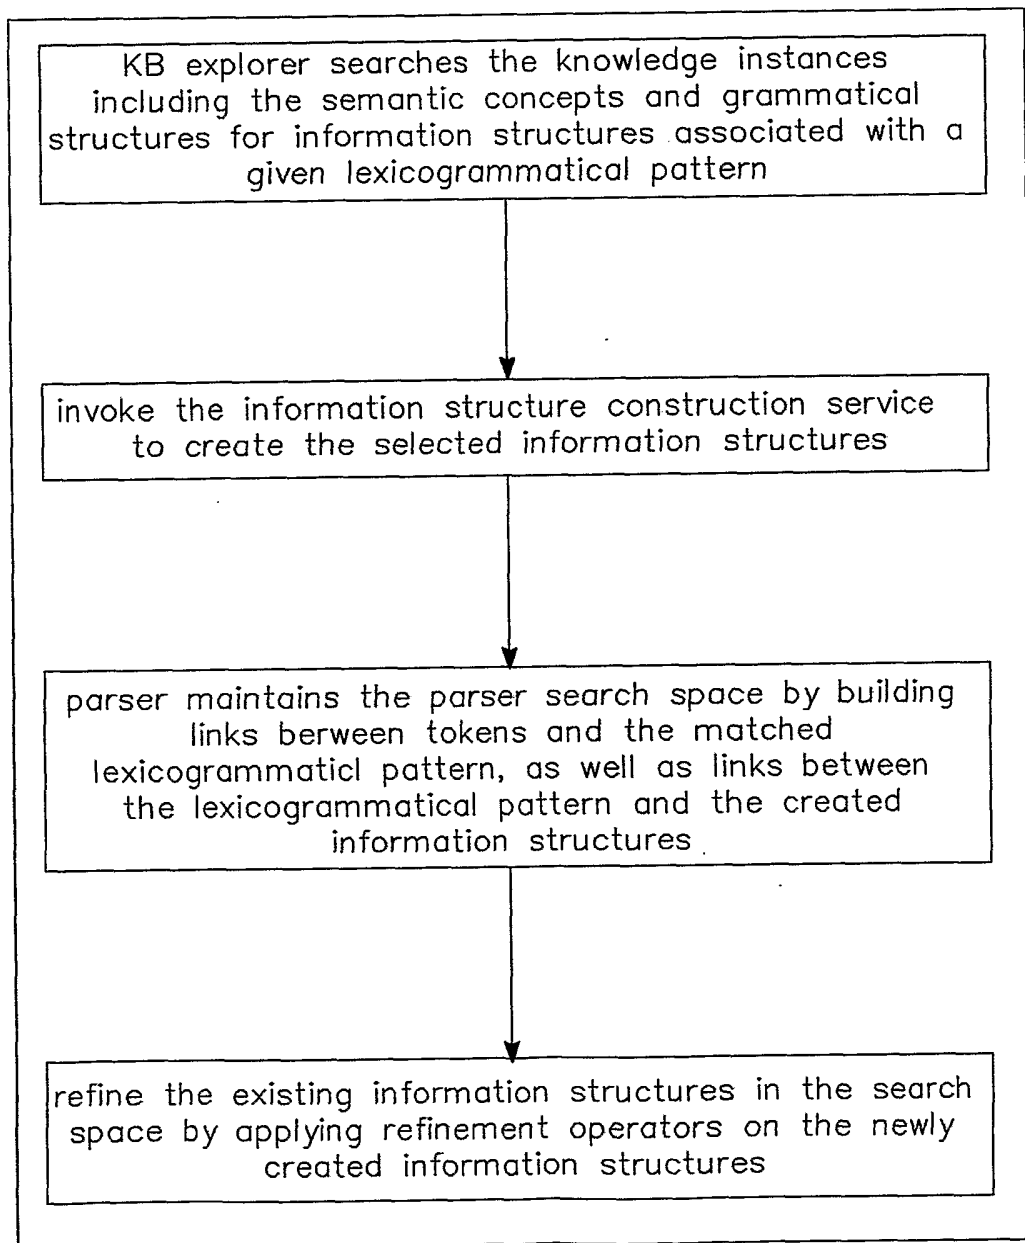 KB explorer searches the knowledge instances
including the semantic concepts and grammatical
structures for information structures associated with a
given lexicogrammatical pattern
invoke the information structure construction service
to create the selected information structures
parser maintains the parser search space by building
links berween tokens and the matched
lexicogrammaticl pattern, as well as links between
the lexicogrammatical pattern and the created
information structures
refine the existing information structures in the search
space by applying refinement operators on the newly
created information structures